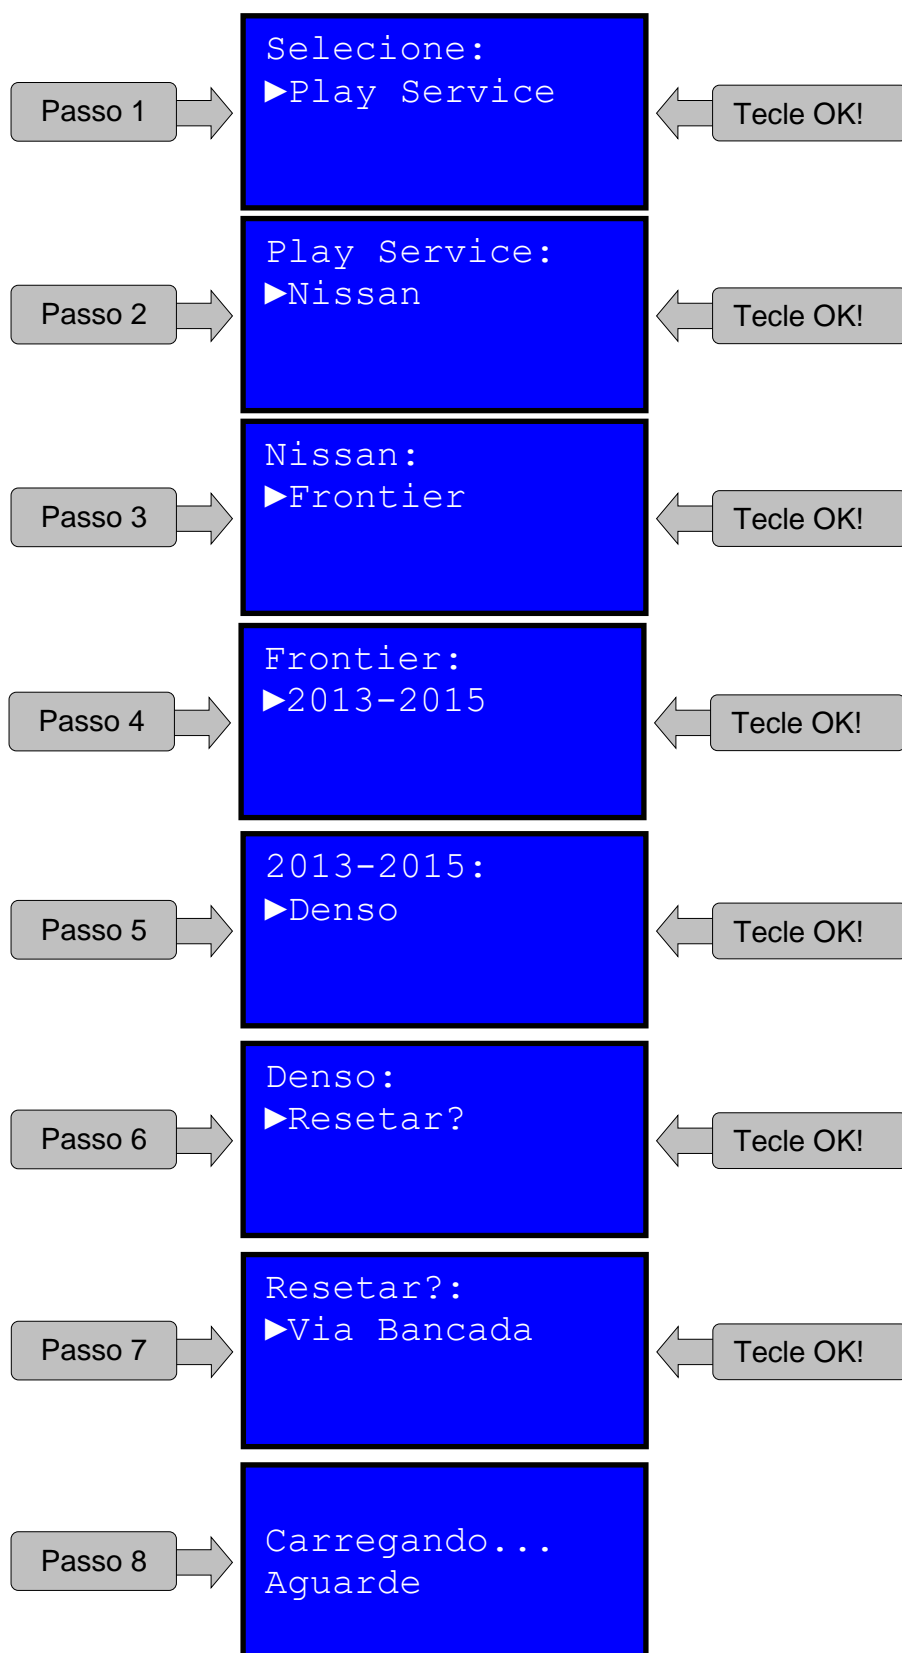 Selecione:
►Play Service
Passo 1
Tecle OK!
Play Service:
►Nissan
Passo 2
Tecle OK!
Nissan:
►Frontier
Passo 3
Tecle OK!
Frontier:
►2013-2015
Passo 4
Tecle OK!
2013-2015:
►Denso
Passo 5
Tecle OK!
Denso:
►Resetar?
Passo 6
Tecle OK!
Resetar?:
►Via Bancada
Passo 7
Tecle OK!
Carregando...
Aguarde
Passo 8